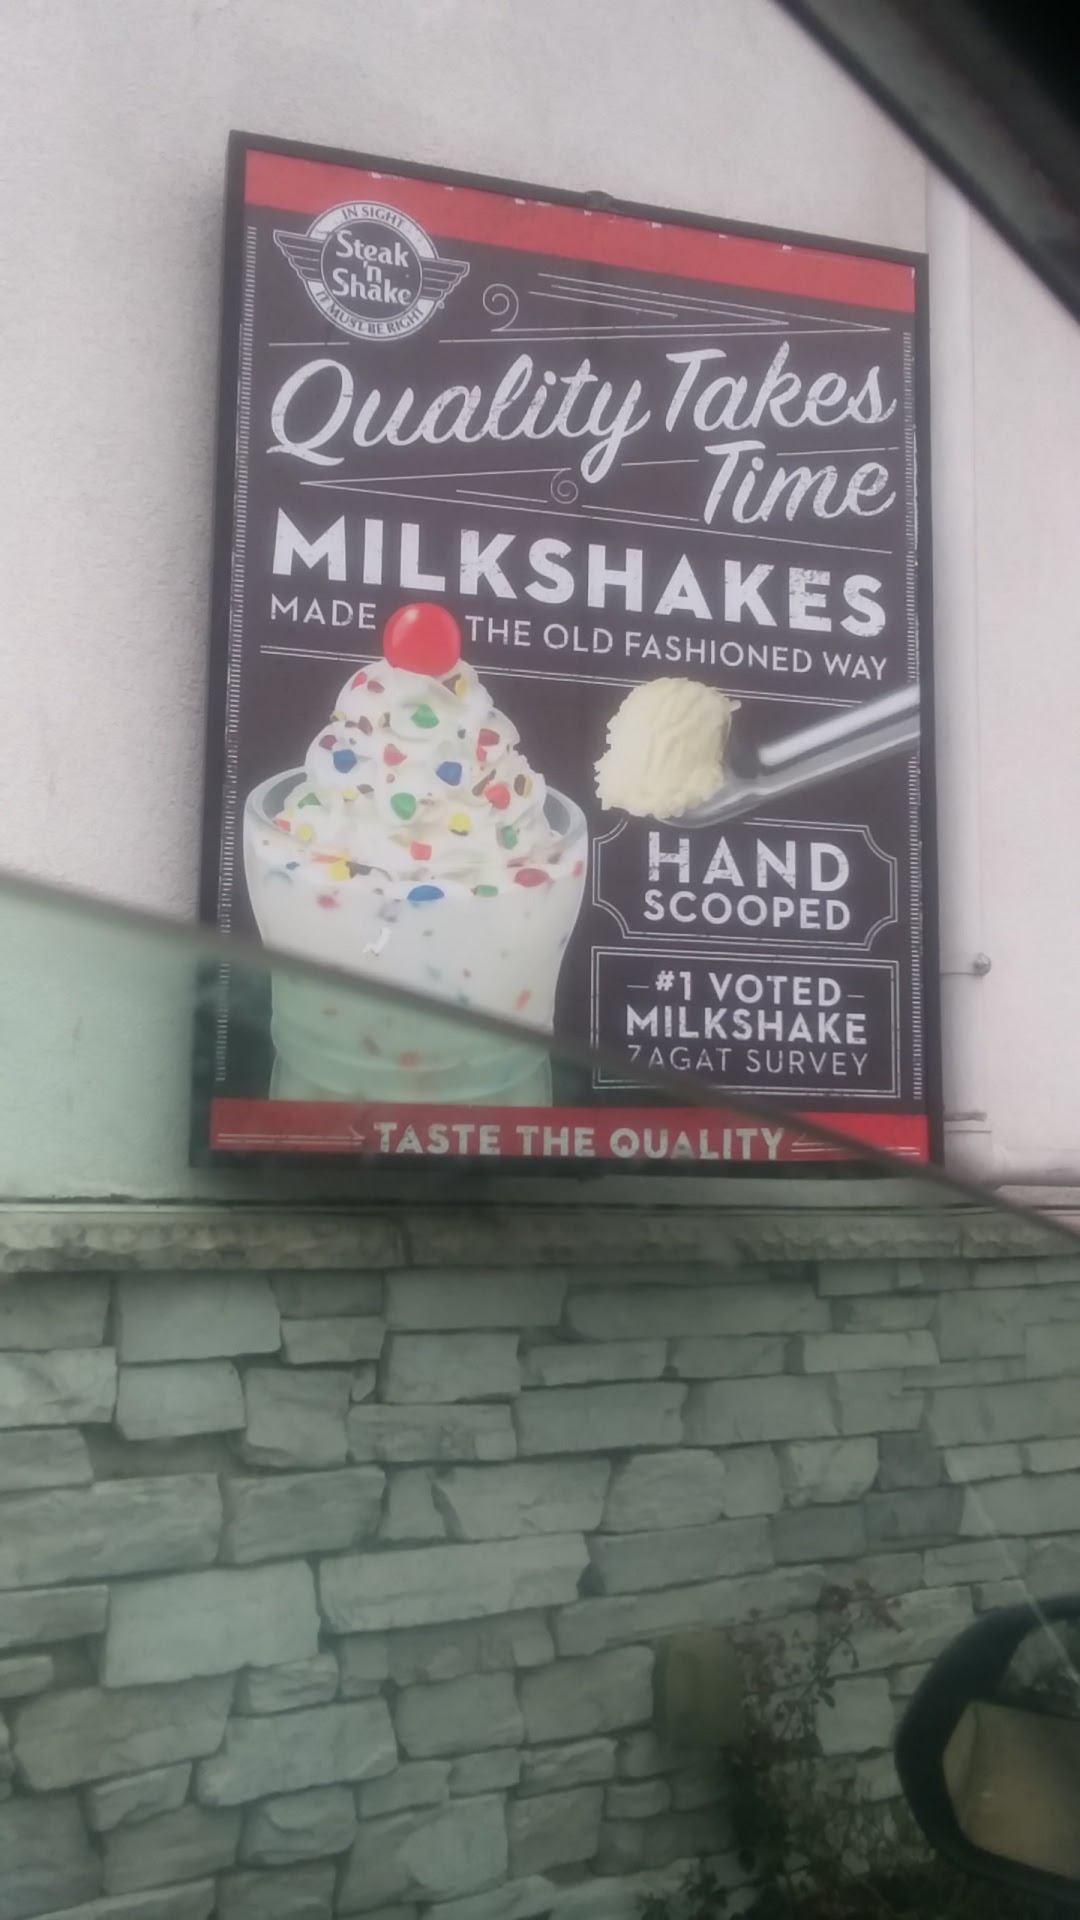 IN SIGHT
Steak
'n
Shake
IT MUST BE RIGHT
Quality Takes
Time
MILKSHAKES
MADE THE OLD FASHIONED WAY
HAND
SCOOPED
#1 VOTED
MILKSHAKE
ZAGAT SURVEY
TASTE THE QUALITY